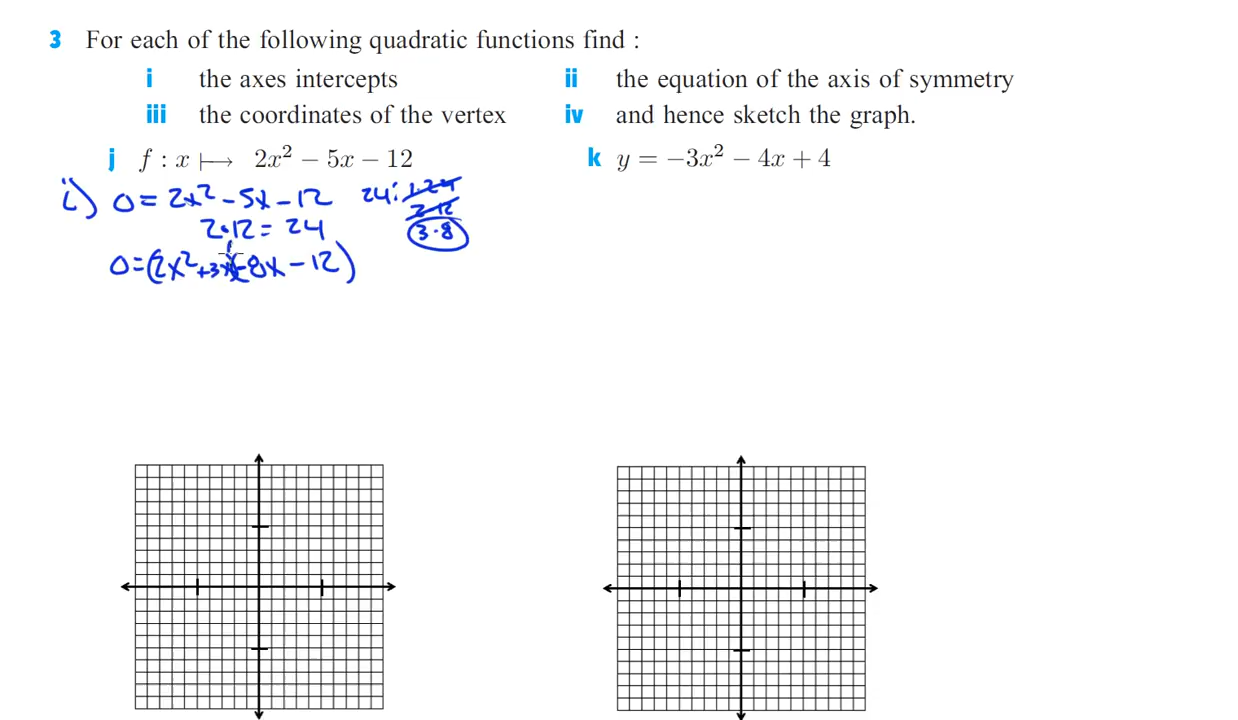 3 For each of the following quadratic functions find :
i the axes intercepts ii the equation of the axis of symmetry
iii the coordinates of the vertex iv and hence sketch the graph.
j f : x ⟼ 2x² − 5x − 12 k y = −3x² − 4x + 4
i) 0 = 2x² − 5x − 12 24: 1·24
2·12
2·12 = 24 3·8
0 = (2x² + 3x)(−8x − 12)